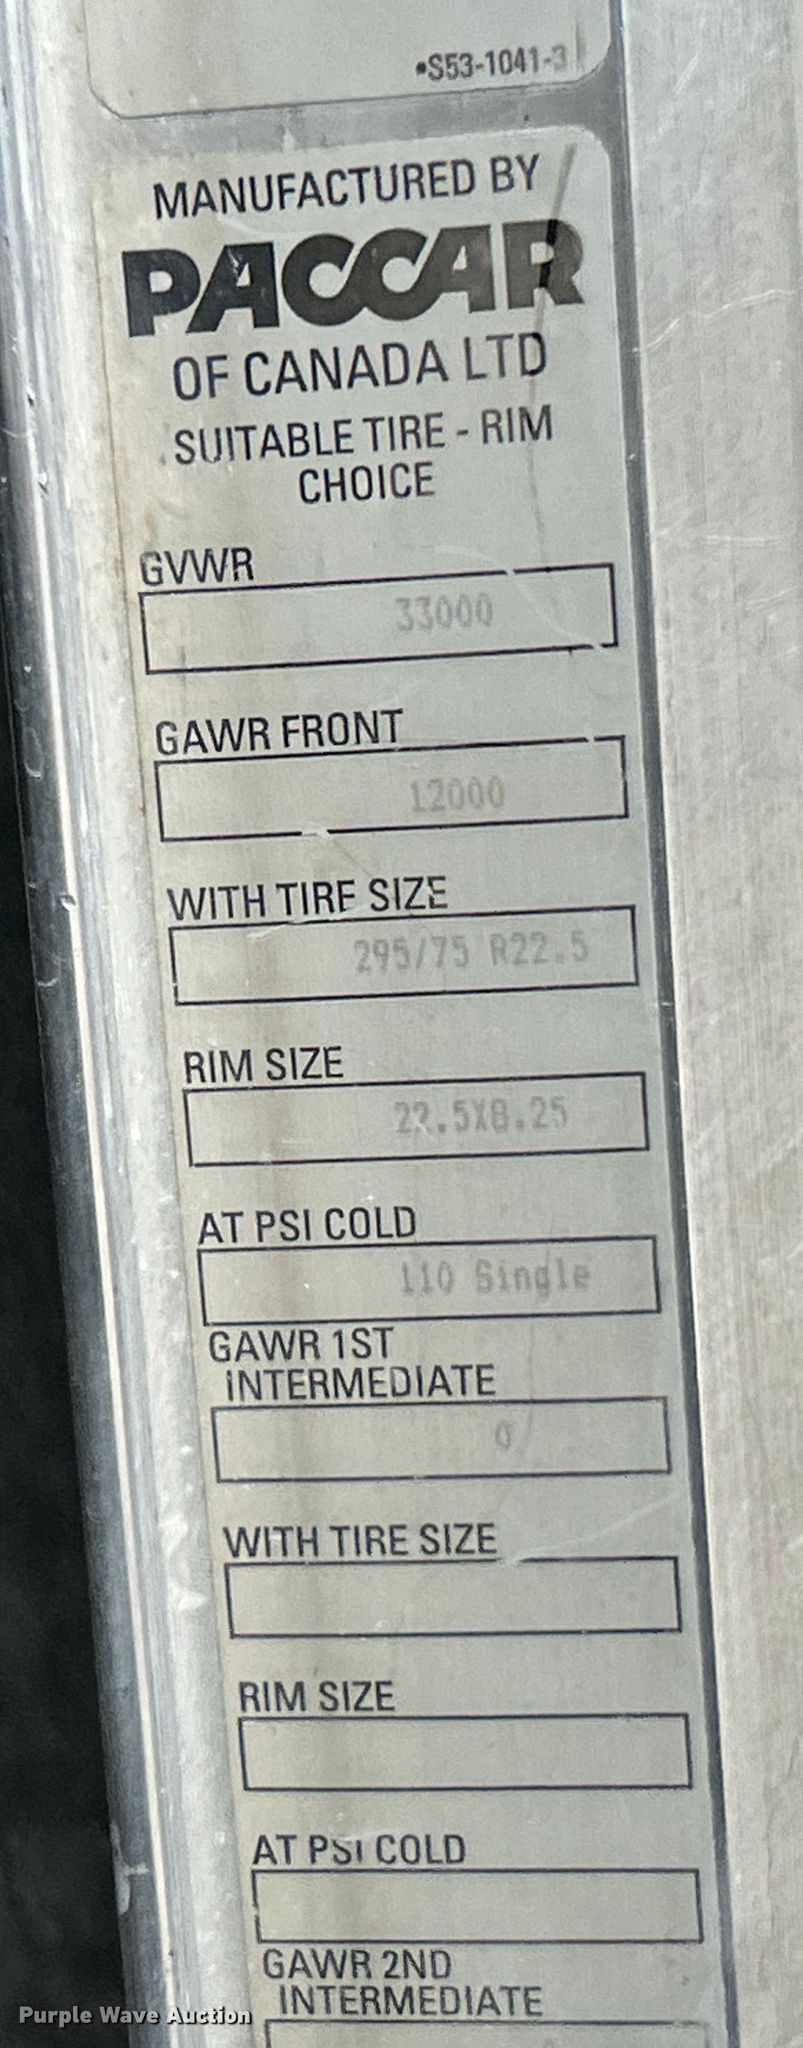 •S53-1041-3
MANUFACTURED BY
PACCAR
OF CANADA LTD
SUITABLE TIRE - RIM
CHOICE
GVWR
33000
GAWR FRONT
12000
WITH TIRE SIZE
295/75 R22.5
RIM SIZE
22.5X8.25
AT PSI COLD
110 Single
GAWR 1ST
INTERMEDIATE
0
WITH TIRE SIZE
RIM SIZE
AT PSI COLD
GAWR 2ND
INTERMEDIATE
Purple Wave Auction